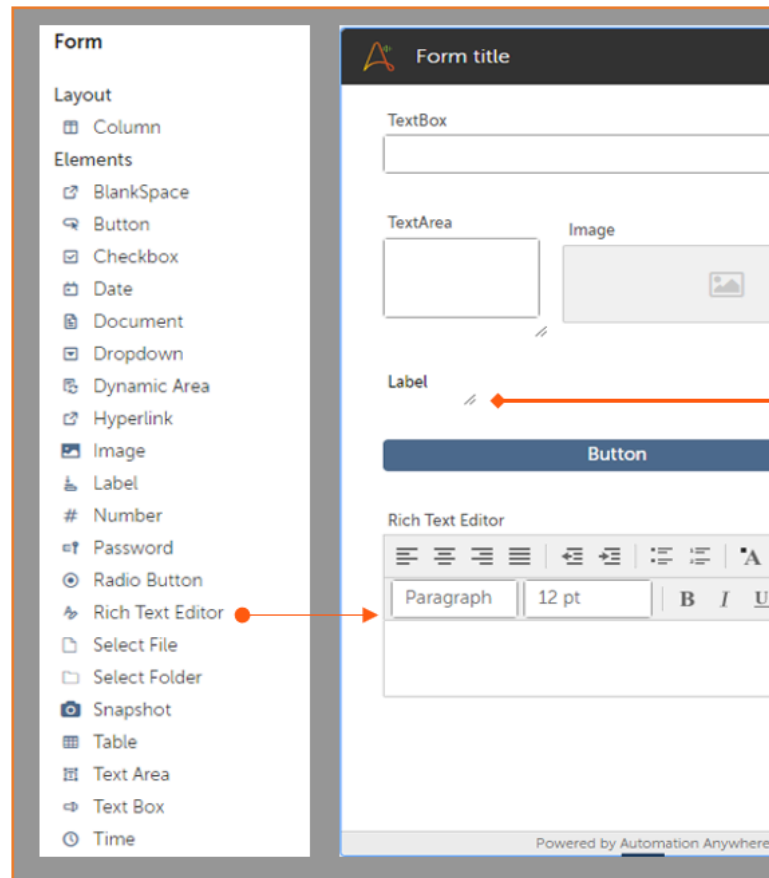 Form
Layout
Column
Elements
BlankSpace
Button
Checkbox
Date
Document
Dropdown
Dynamic Area
Hyperlink
Image
Label
Number
Password
Radio Button
Rich Text Editor
Select File
Select Folder
Snapshot
Table
Text Area
Text Box
Time
Form title
TextBox
TextArea
Image
Label
Button
Rich Text Editor
A
Paragraph
12 pt
B I U
Powered by Automation Anywhere